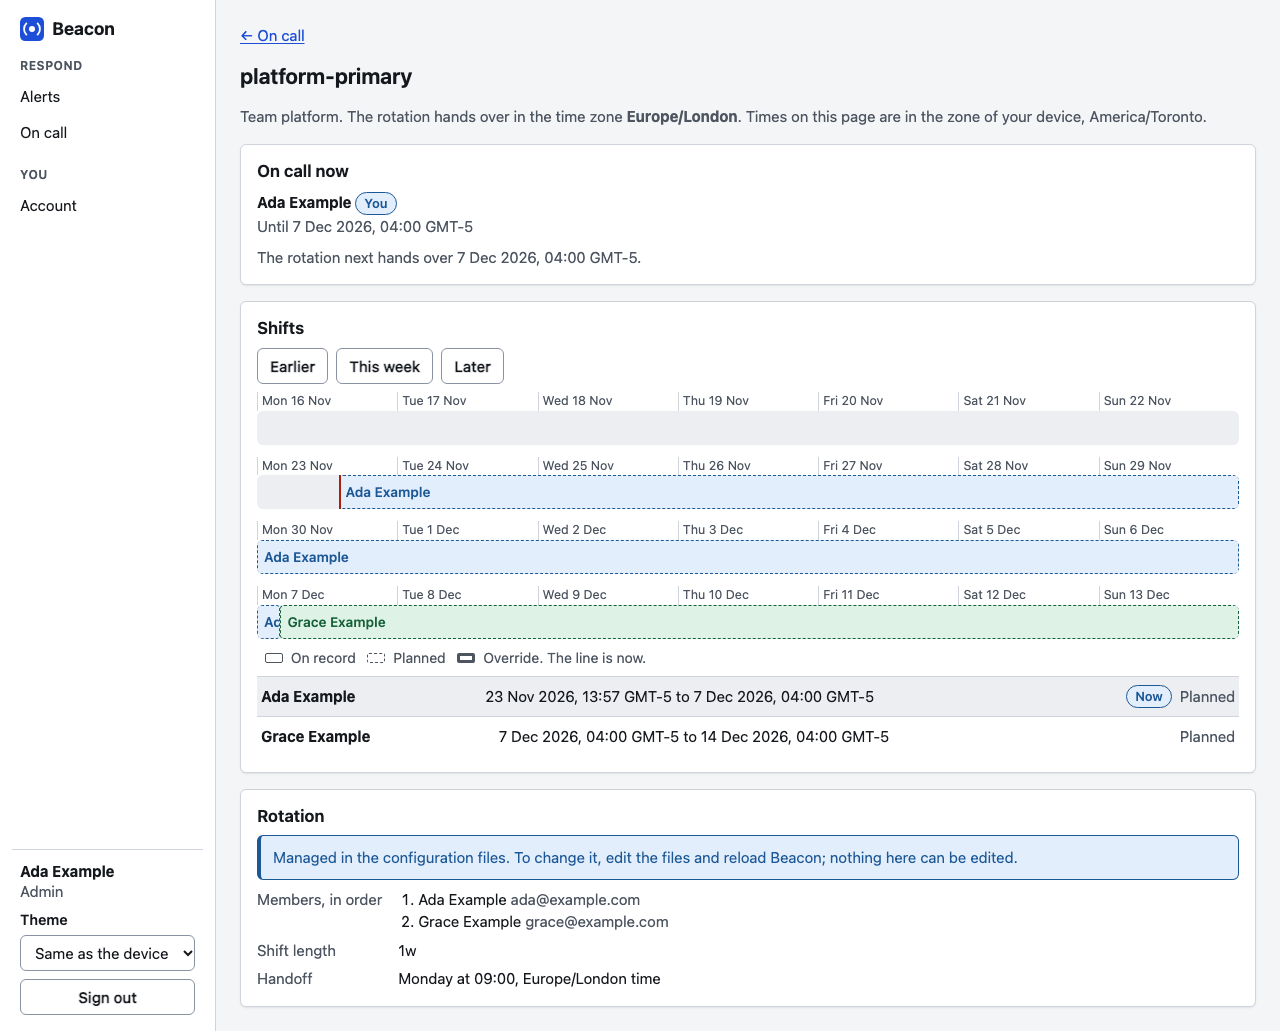 Beacon
RESPOND
Alerts
On call
YOU
Account
Ada Example
Admin
Theme
Same as the device
Sign out
← On call
platform-primary
Team platform. The rotation hands over in the time zone Europe/London. Times on this page are in the zone of your device, America/Toronto.
On call now
Ada Example You
Until 7 Dec 2026, 04:00 GMT-5
The rotation next hands over 7 Dec 2026, 04:00 GMT-5.
Shifts
Earlier This week Later
Mon 16 Nov Tue 17 Nov Wed 18 Nov Thu 19 Nov Fri 20 Nov Sat 21 Nov Sun 22 Nov
Mon 23 Nov Tue 24 Nov Wed 25 Nov Thu 26 Nov Fri 27 Nov Sat 28 Nov Sun 29 Nov
Ada Example
Mon 30 Nov Tue 1 Dec Wed 2 Dec Thu 3 Dec Fri 4 Dec Sat 5 Dec Sun 6 Dec
Ada Example
Mon 7 Dec Tue 8 Dec Wed 9 Dec Thu 10 Dec Fri 11 Dec Sat 12 Dec Sun 13 Dec
Grace Example
On record Planned Override. The line is now.
Ada Example 23 Nov 2026, 13:57 GMT-5 to 7 Dec 2026, 04:00 GMT-5 Now Planned
Grace Example 7 Dec 2026, 04:00 GMT-5 to 14 Dec 2026, 04:00 GMT-5 Planned
Rotation
Managed in the configuration files. To change it, edit the files and reload Beacon; nothing here can be edited.
Members, in order 1. Ada Example ada@example.com
2. Grace Example grace@example.com
Shift length 1w
Handoff Monday at 09:00, Europe/London time